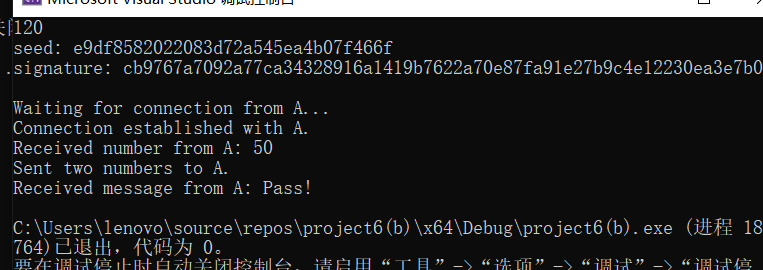 Microsoft Visual Studio 调试控制台
120
seed: e9df8582022083d72a545ea4b07f466f
.signature: cb9767a7092a77ca34328916a1419b7622a70e87fa91e27b9c4e12230ea3e7b0
Waiting for connection from A...
Connection established with A.
Received number from A: 50
Sent two numbers to A.
Received message from A: Pass!
C:\Users\lenovo\source\repos\project6(b)\x64\Debug\project6(b).exe (进程 18
764)已退出，代码为 0。
要在调试停止时自动关闭控制台，请启用“工具”->“选项”->“调试”->“调试停